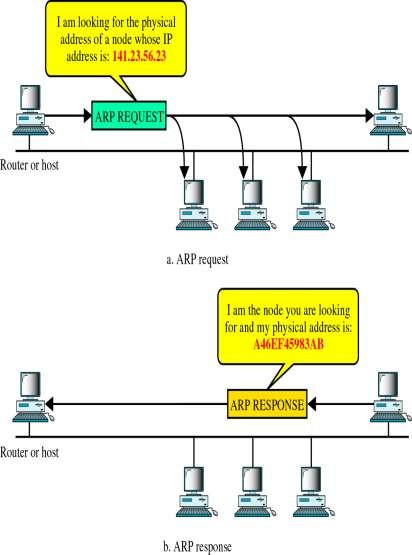 I am looking for the physical
address of a node whose IP
address is: 141.23.56.23
ARP REQUEST
Router or host
a. ARP request
I am the node you are looking
for and my physical address is:
A46EF45983AB
ARP RESPONSE
Router or host
b. ARP response